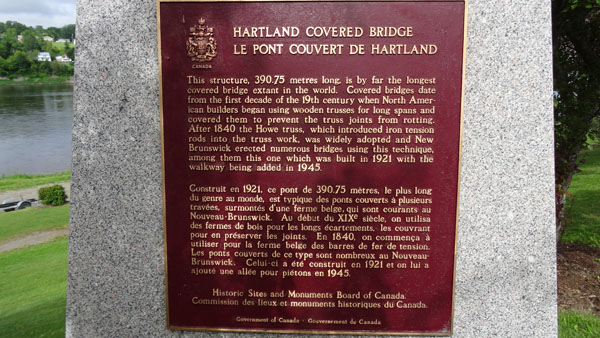 CANADA
HARTLAND COVERED BRIDGE
LE PONT COUVERT DE HARTLAND
This structure, 390.75 metres long, is by far the longest
covered bridge extant in the world. Covered bridges date
from the first decade of the 19th century when North Amer-
ican builders began using wooden trusses for long spans and
covered them to prevent the truss joints from rotting.
After 1840 the Howe truss, which introduced iron tension
rods into the truss work, was widely adopted and New
Brunswick erected numerous bridges using this technique,
among them this one which was built in 1921 with the
walkway being added in 1945.
Construit en 1921, ce pont de 390.75 mètres, le plus long
du genre au monde, est typique des ponts couverts à plusieurs
travées, surmontés d'une ferme belge, qui sont courants au
Nouveau-Brunswick. Au début du XIXe siècle, on utilisa
des fermes de bois pour les longs écartements, les couvrant
pour en préserver les joints. En 1840, on commença à
utiliser pour la ferme belge des barres de fer de tension.
Les ponts couverts de ce type sont nombreux au Nouveau-
Brunswick. Celui-ci a été construit en 1921 et on lui a
ajouté une allée pour piétons en 1945.
Historic Sites and Monuments Board of Canada.
Commission des lieux et monuments historiques du Canada.
Government of Canada - Gouvernement du Canada